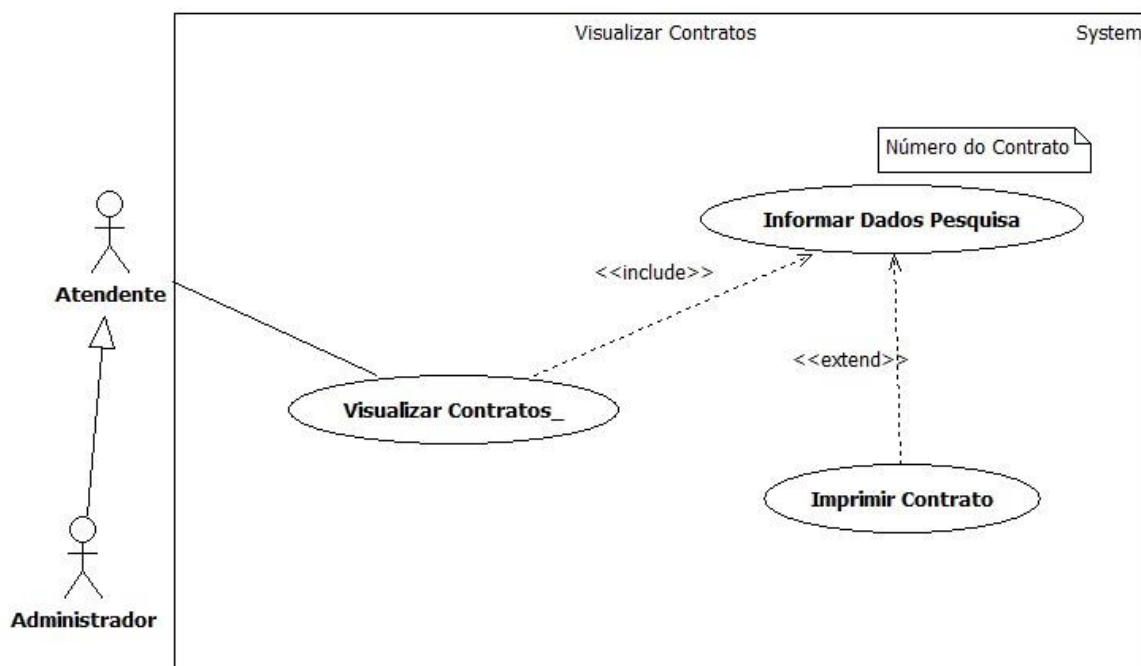 Visualizar Contratos
System
Número do Contrato
Informar Dados Pesquisa
<<include>>
Atendente
<<extend>>
Visualizar Contratos_
Imprimir Contrato
Administrador